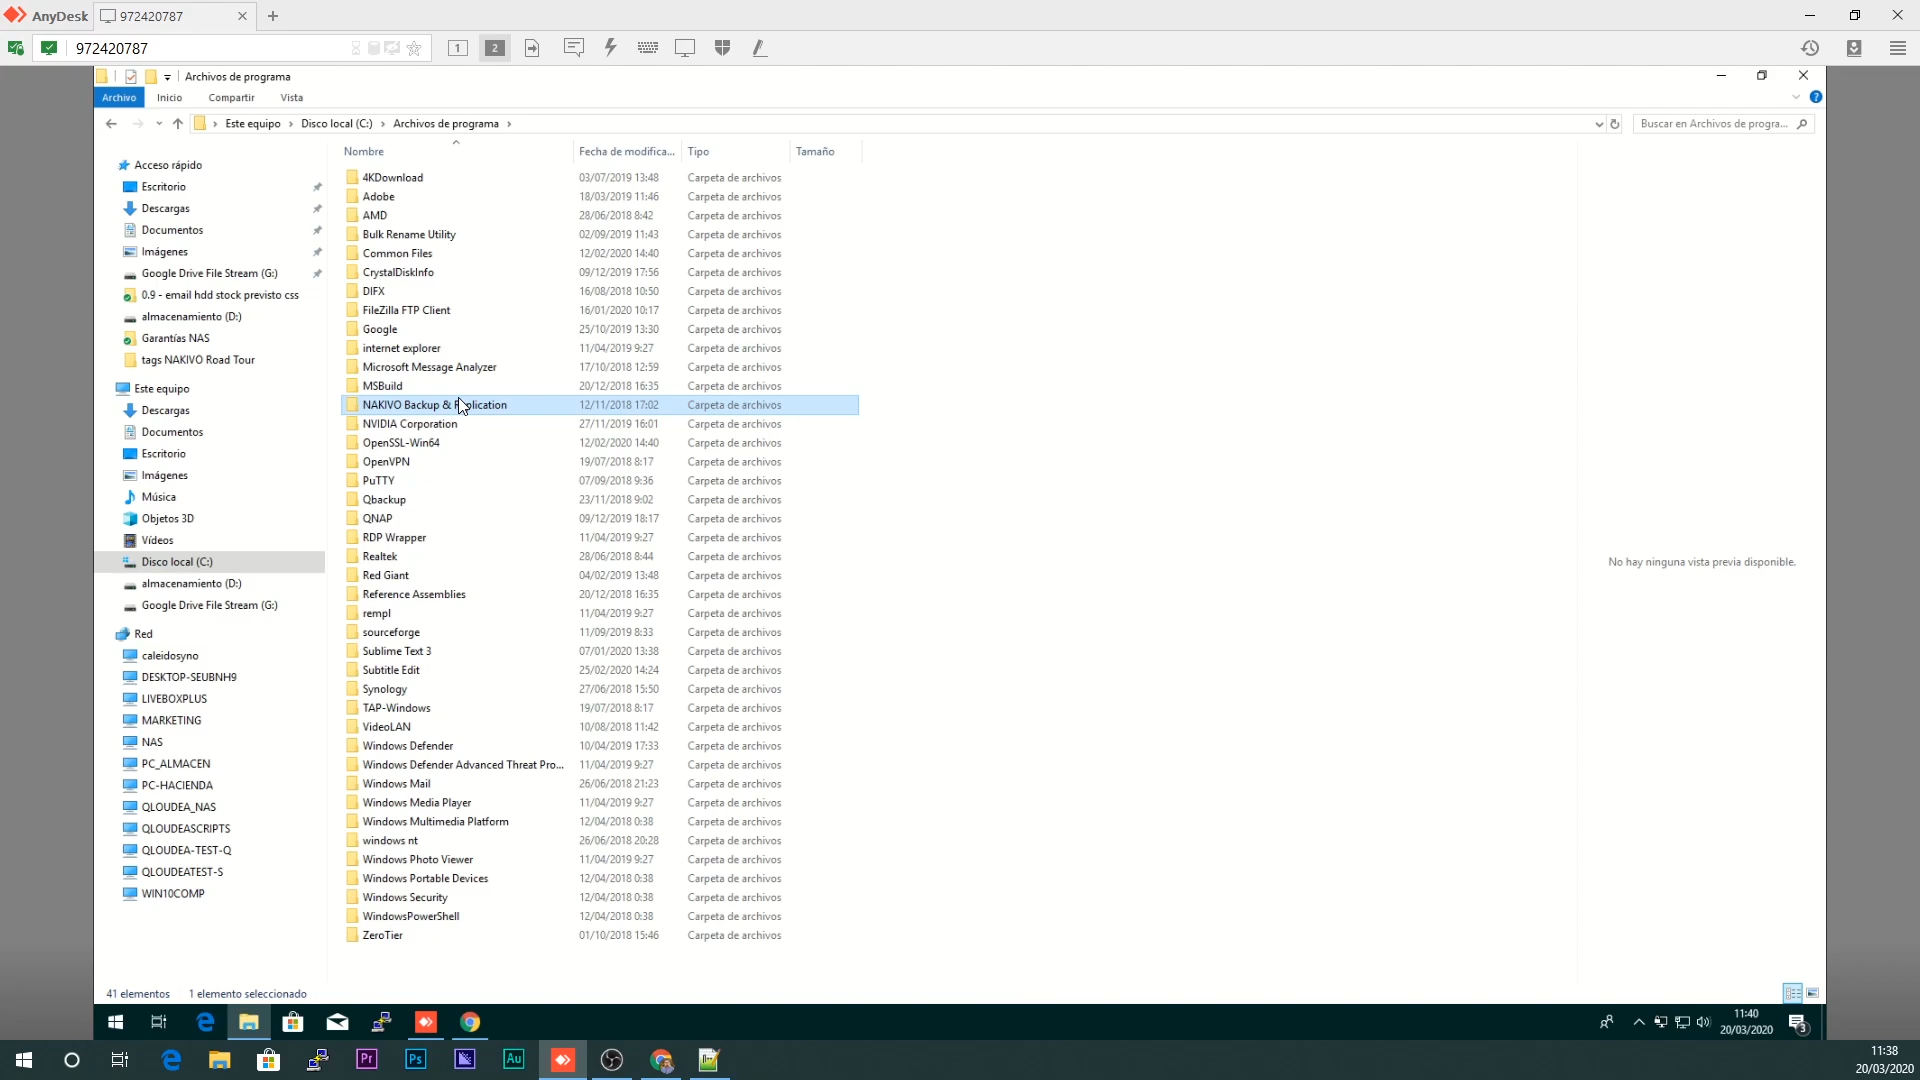 AnyDesk
972420787
972420787
1
2
Archivos de programa
Archivo
Inicio
Compartir
Vista
Este equipo
Disco local (C:)
Archivos de programa
Buscar en Archivos de progra...
Acceso rápido
Escritorio
Descargas
Documentos
Imágenes
Google Drive File Stream (G:)
0.9 - email hdd stock previsto css
almacenamiento (D:)
Garantías NAS
tags NAKIVO Road Tour
Este equipo
Descargas
Documentos
Escritorio
Imágenes
Música
Objetos 3D
Vídeos
Disco local (C:)
almacenamiento (D:)
Google Drive File Stream (G:)
Red
caleidosyno
DESKTOP-SEUBNH9
LIVEBOXPLUS
MARKETING
NAS
PC_ALMACEN
PC-HACIENDA
QLOUDEA_NAS
QLOUDEASCRIPTS
QLOUDEA-TEST-Q
QLOUDEATEST-S
WIN10COMP
Nombre Fecha de modifica... Tipo Tamaño
4KDownload 03/07/2019 13:48 Carpeta de archivos
Adobe 18/03/2019 11:46 Carpeta de archivos
AMD 28/06/2018 8:42 Carpeta de archivos
Bulk Rename Utility 02/09/2019 11:43 Carpeta de archivos
Common Files 12/02/2020 14:40 Carpeta de archivos
CrystalDiskInfo 09/12/2019 17:56 Carpeta de archivos
DIFX 16/08/2018 10:50 Carpeta de archivos
FileZilla FTP Client 16/01/2020 10:17 Carpeta de archivos
Google 25/10/2019 13:30 Carpeta de archivos
internet explorer 11/04/2019 9:27 Carpeta de archivos
Microsoft Message Analyzer 17/10/2018 12:59 Carpeta de archivos
MSBuild 20/12/2018 16:35 Carpeta de archivos
NAKIVO Backup & Replication 12/11/2018 17:02 Carpeta de archivos
NVIDIA Corporation 27/11/2019 16:01 Carpeta de archivos
OpenSSL-Win64 12/02/2020 14:40 Carpeta de archivos
OpenVPN 19/07/2018 8:17 Carpeta de archivos
PuTTY 07/09/2018 9:36 Carpeta de archivos
Qbackup 23/11/2018 9:02 Carpeta de archivos
QNAP 09/12/2019 18:17 Carpeta de archivos
RDP Wrapper 11/04/2019 9:27 Carpeta de archivos
Realtek 28/06/2018 8:44 Carpeta de archivos
Red Giant 04/02/2019 13:48 Carpeta de archivos
Reference Assemblies 20/12/2018 16:35 Carpeta de archivos
rempl 11/04/2019 9:27 Carpeta de archivos
sourceforge 11/09/2019 8:33 Carpeta de archivos
Sublime Text 3 07/01/2020 13:38 Carpeta de archivos
Subtitle Edit 25/02/2020 14:24 Carpeta de archivos
Synology 27/06/2018 15:50 Carpeta de archivos
TAP-Windows 19/07/2018 8:17 Carpeta de archivos
VideoLAN 10/08/2018 11:42 Carpeta de archivos
Windows Defender 10/04/2019 17:33 Carpeta de archivos
Windows Defender Advanced Threat Pro... 11/04/2019 9:27 Carpeta de archivos
Windows Mail 26/06/2018 21:23 Carpeta de archivos
Windows Media Player 11/04/2019 9:27 Carpeta de archivos
Windows Multimedia Platform 12/04/2018 0:38 Carpeta de archivos
windows nt 26/06/2018 20:28 Carpeta de archivos
Windows Photo Viewer 11/04/2019 9:27 Carpeta de archivos
Windows Portable Devices 12/04/2018 0:38 Carpeta de archivos
Windows Security 12/04/2018 0:38 Carpeta de archivos
WindowsPowerShell 12/04/2018 0:38 Carpeta de archivos
ZeroTier 01/10/2018 15:46 Carpeta de archivos
No hay ninguna vista previa disponible.
41 elementos 1 elemento seleccionado
11:40
20/03/2020
3
Pr
Ps
Au
11:38
20/03/2020